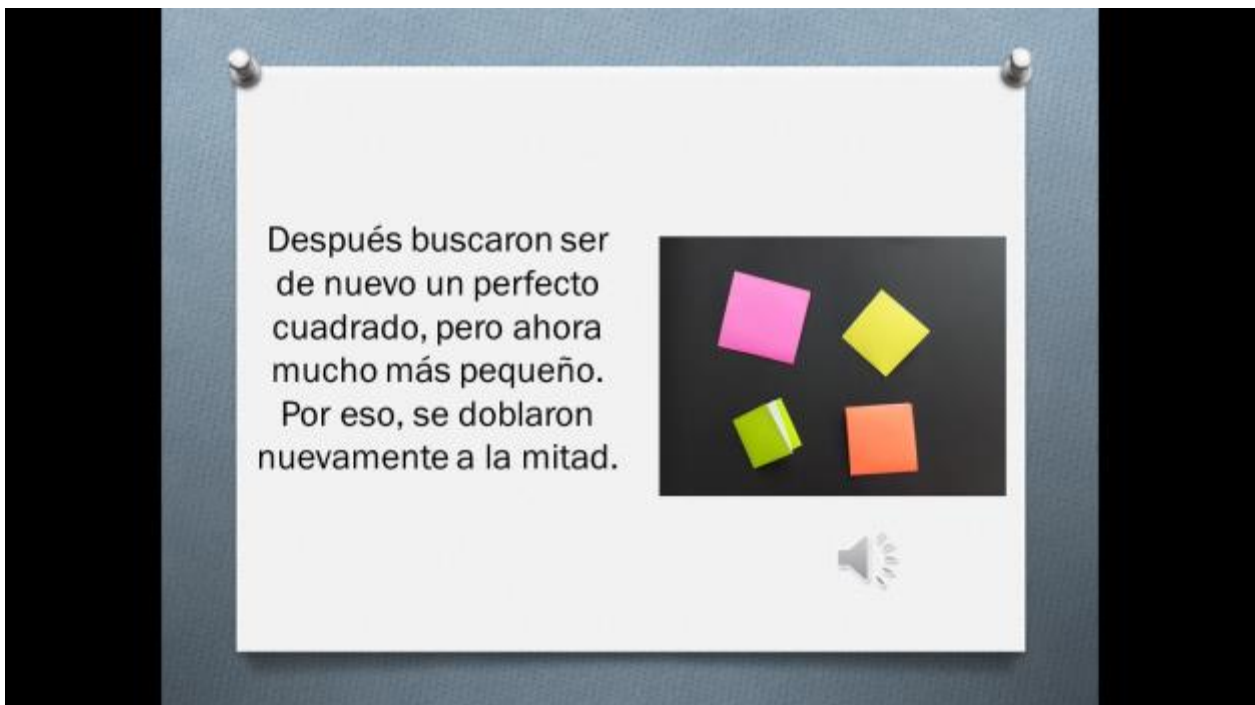 Después buscaron ser
de nuevo un perfecto
cuadrado, pero ahora
mucho más pequeño.
Por eso, se doblaron
nuevamente a la mitad.